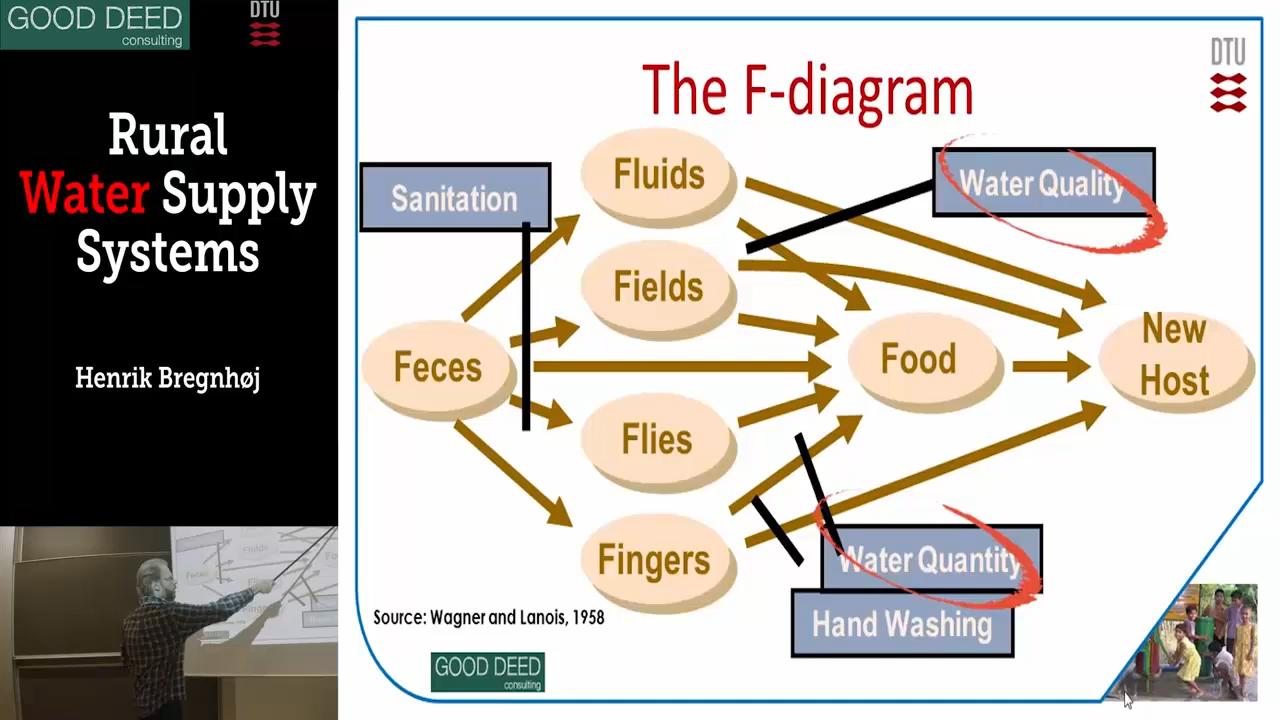 GOOD DEED
consulting
DTU
Rural
Water Supply
Systems
Henrik Bregnhøj
The F-diagram
DTU
Sanitation
Fluids
Water Quality
Fields
Feces
Food
New
Host
Flies
Fingers
Water Quantity
Hand Washing
Source: Wagner and Lanois, 1958
GOOD DEED
consulting